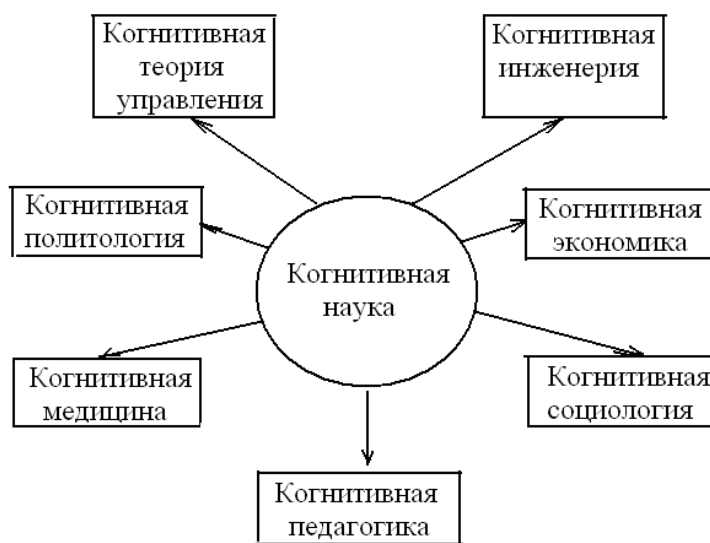 Когнитивная
теория
управления
Когнитивная
инженерия
Когнитивная
политология
Когнитивная
экономика
Когнитивная
наука
Когнитивная
медицина
Когнитивная
социология
Когнитивная
педагогика